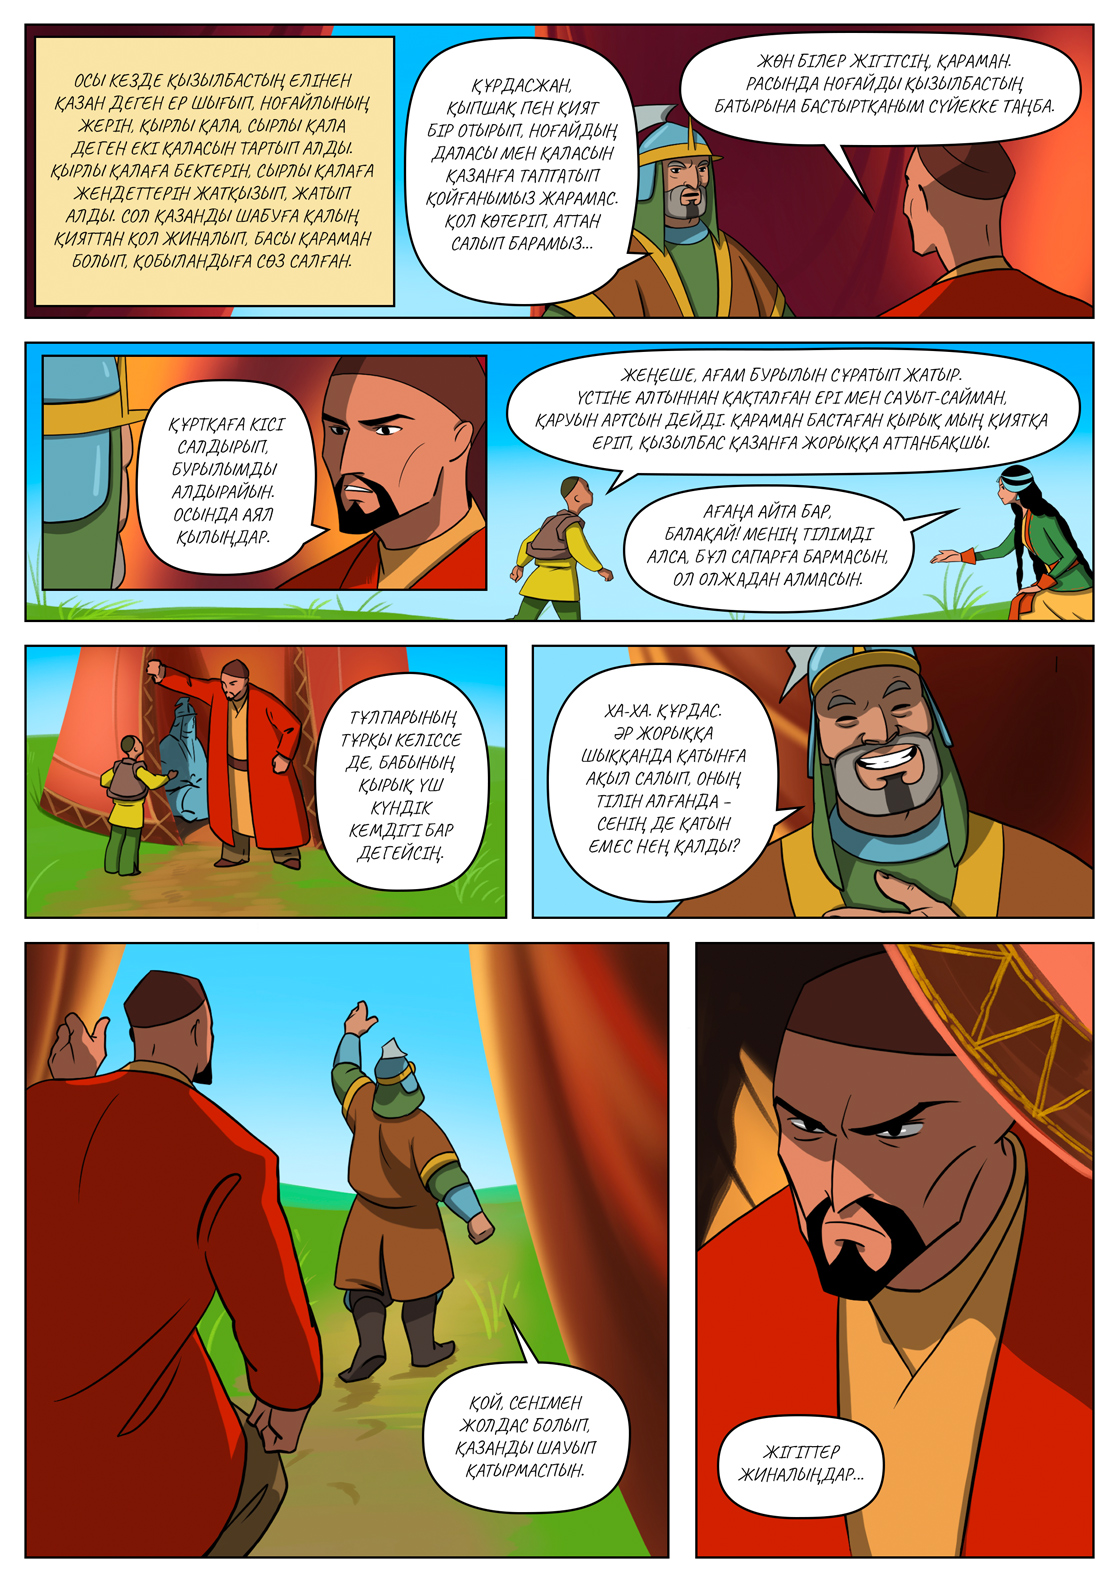 ОСЫ КЕЗДЕ ҚЫЗЫЛБАСТЫҢ ЕЛІНЕН
ҚАЗАН ДЕГЕН ЕР ШЫҒЫП, НОҒАЙЛЫНЫҢ
ЖЕРІН, ҚЫРЛЫ ҚАЛА, СЫРЛЫ ҚАЛА
ДЕГЕН ЕКІ ҚАЛАСЫН ТАРТЫП АЛДЫ.
ҚЫРЛЫ ҚАЛАҒА БЕКТЕРІН, СЫРЛЫ ҚАЛАҒА
ЖЕНДЕТТЕРІН ЖАТҚЫЗЫП, ЖАТЫП
АЛДЫ. СОЛ ҚАЗАНДЫ ШАБУҒА ҚАЛЫҢ
ҚИЯТТАН ҚОЛ ЖИНАЛЫП, БАСЫ ҚАРАМАН
БОЛЫП, ҚОБЫЛАНДЫҒА СӨЗ САЛҒАН.
ҚҰРДАСЖАН,
ҚЫПШАҚ ПЕН ҚИЯТ
БІР ОТЫРЫП, НОҒАЙДЫҢ
ДАЛАСЫ МЕН ҚАЛАСЫН
ҚАЗАНҒА ТАПТАТЫП
ҚОЙҒАНЫМЫЗ ЖАРАМАС.
ҚОЛ КӨТЕРІП, АТТАН
САЛЫП БАРАМЫЗ...
ЖӨН БІЛЕР ЖІГІТСІҢ, ҚАРАМАН.
РАСЫНДА НОҒАЙДЫ ҚЫЗЫЛБАСТЫҢ
БАТЫРЫНА БАСТЫРТҚАНЫМ СҮЙЕККЕ ТАҢБА.
ҚҰРТҚАҒА КІСІ
САЛДЫРЫП,
БУРЫЛЫМДЫ
АЛДЫРАЙЫН.
ОСЫНДА АЯЛ
ҚЫЛЫҢДАР.
ЖЕҢЕШЕ, АҒАМ БУРЫЛЫН СҰРАТЫП ЖАТЫР.
ҮСТІНЕ АЛТЫННАН ҚАҚТАЛҒАН ЕРІ МЕН САУЫТ-САЙМАН,
ҚАРУЫН АРТСЫН ДЕЙДІ. ҚАРАМАН БАСТАҒАН ҚЫРЫҚ МЫҢ ҚИЯТҚА
ЕРІП, ҚЫЗЫЛБАС ҚАЗАНҒА ЖОРЫҚҚА АТТАНБАҚШЫ.
АҒАҢА АЙТА БАР,
БАЛАҚАЙ! МЕНІҢ ТІЛІМДІ
АЛСА, БҰЛ САПАРҒА БАРМАСЫН,
ОЛ ОЛЖАДАН АЛМАСЫН.
ТҰЛПАРЫНЫҢ
ТҰРҚЫ КЕЛІССЕ
ДЕ, БАБЫНЫҢ
ҚЫРЫҚ ҮШ
КҮНДІК
КЕМДІГІ БАР
ДЕГЕЙСІҢ.
ХА-ХА. ҚҰРДАС.
ӘР ЖОРЫҚҚА
ШЫҚҚАНДА ҚАТЫНҒА
АҚЫЛ САЛЫП, ОНЫҢ
ТІЛІН АЛҒАНДА –
СЕНІҢ ДЕ ҚАТЫН
ЕМЕС НЕҢ ҚАЛДЫ?
ҚОЙ, СЕНІМЕН
ЖОЛДАС БОЛЫП,
ҚАЗАНДЫ ШАУЫП
ҚАТЫРМАСПЫН.
ЖІГІТТЕР
ЖИНАЛЫҢДАР...